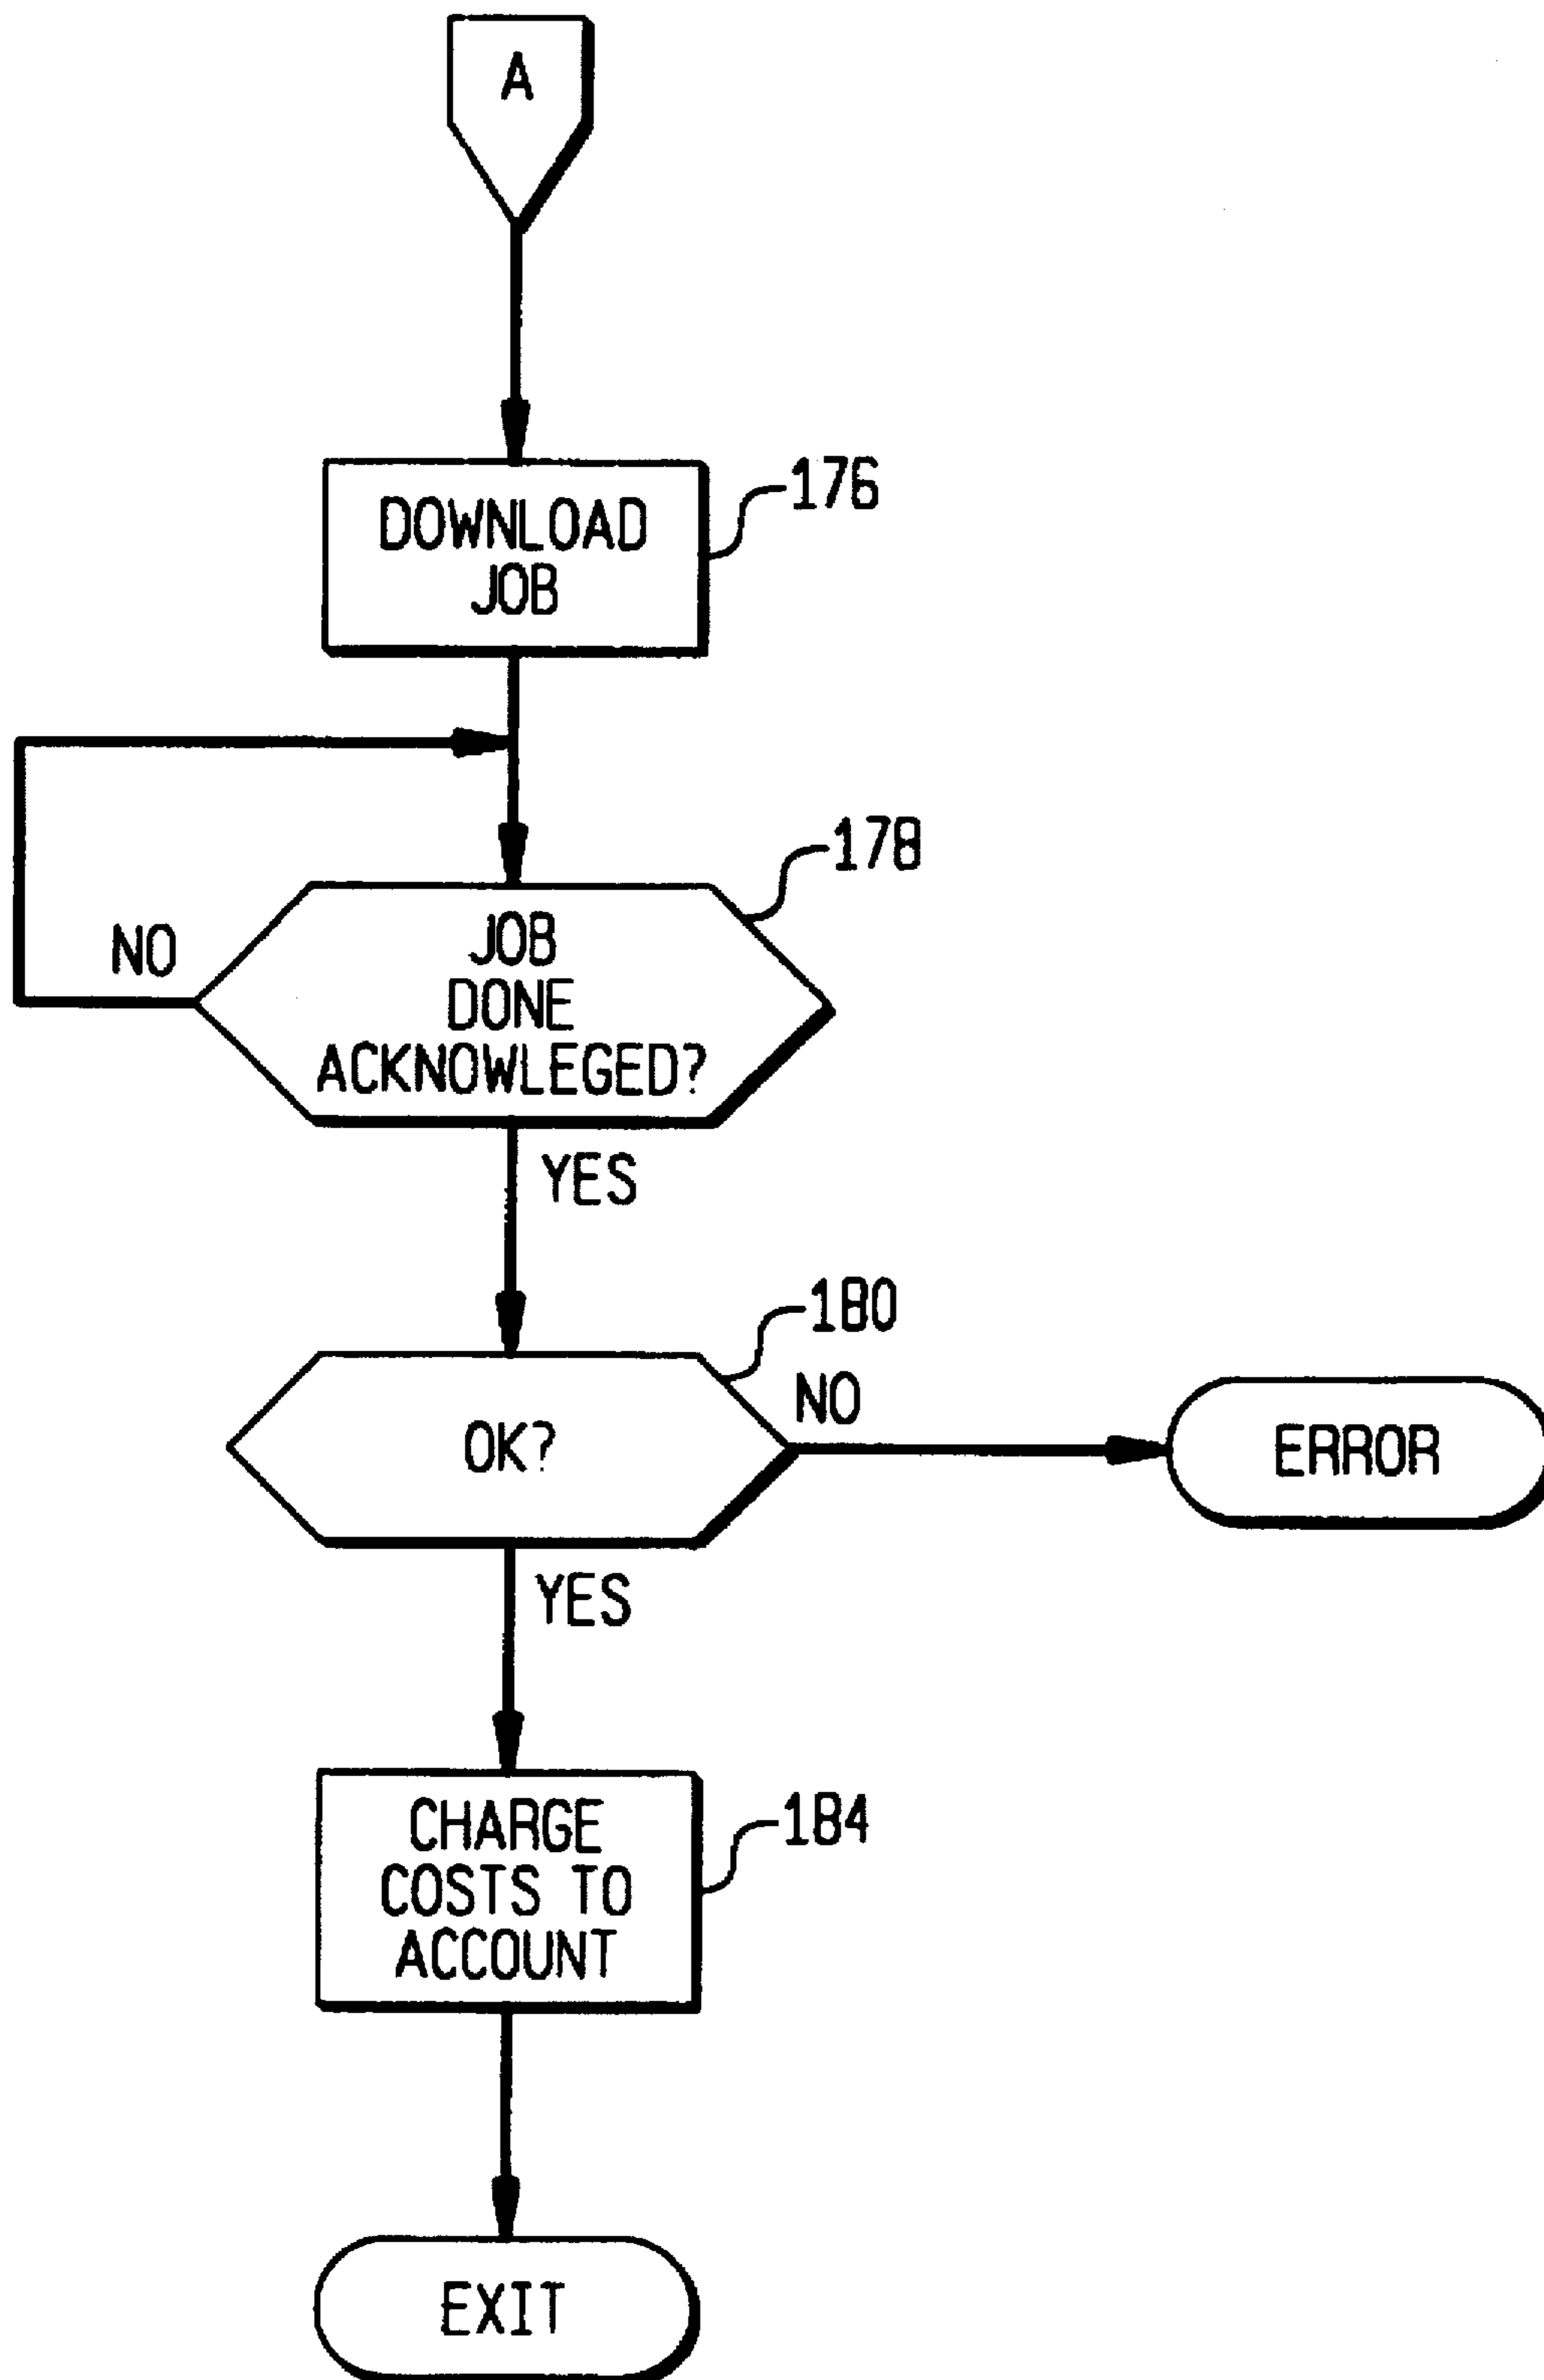 A
DOWNLOAD
JOB
176
178
NO
JOB
DONE
ACKNOWLEGED?
YES
180
NO
OK?
ERROR
YES
CHARGE
COSTS TO
ACCOUNT
184
EXIT